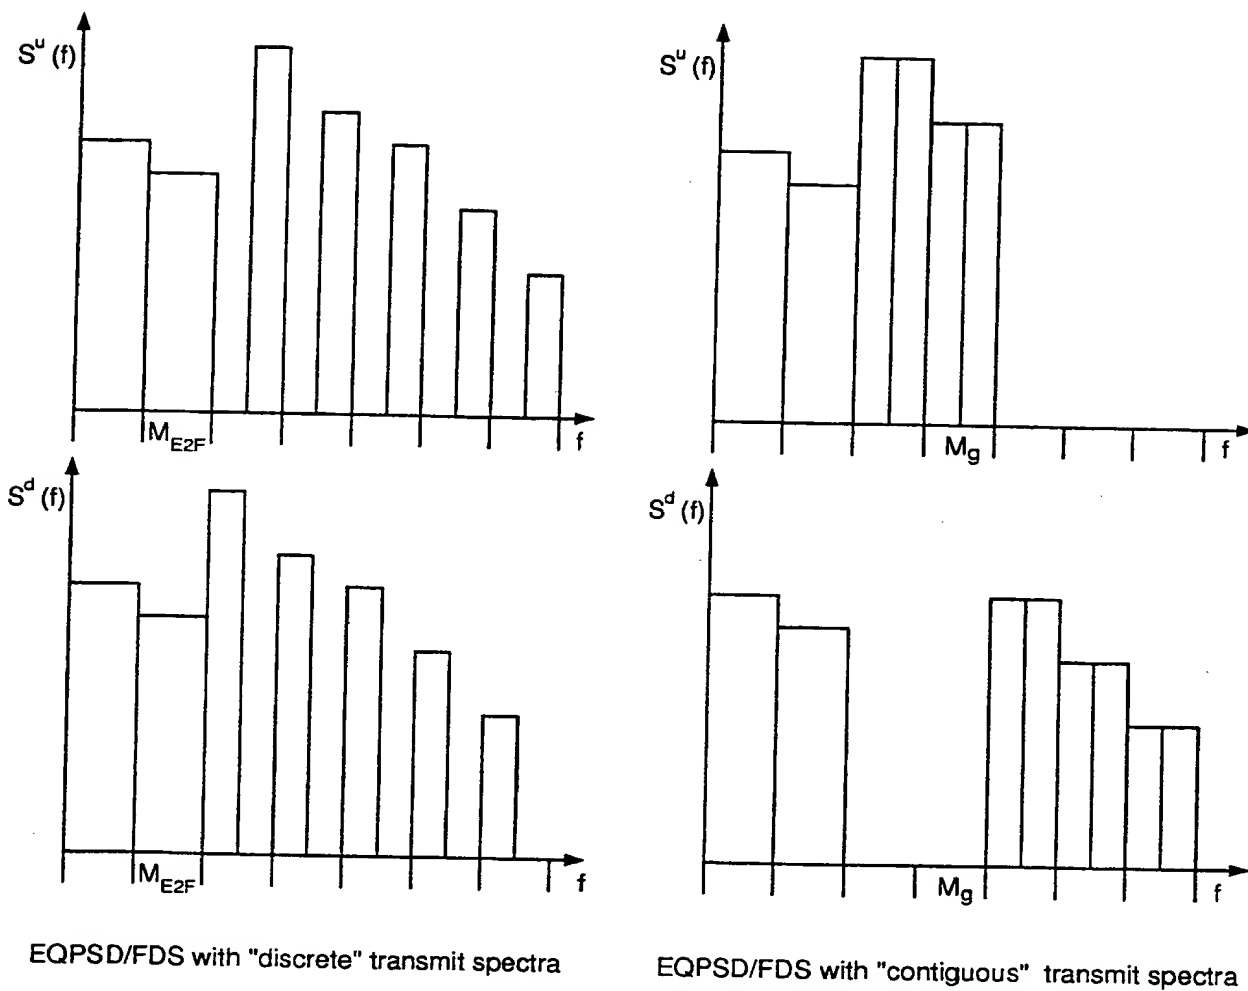 S^u (f)
M_E2F
f
S^u (f)
M_g
f
S^d (f)
M_E2F
f
S^d (f)
M_g
f
EQPSD/FDS with "discrete" transmit spectra
EQPSD/FDS with "contiguous" transmit spectra